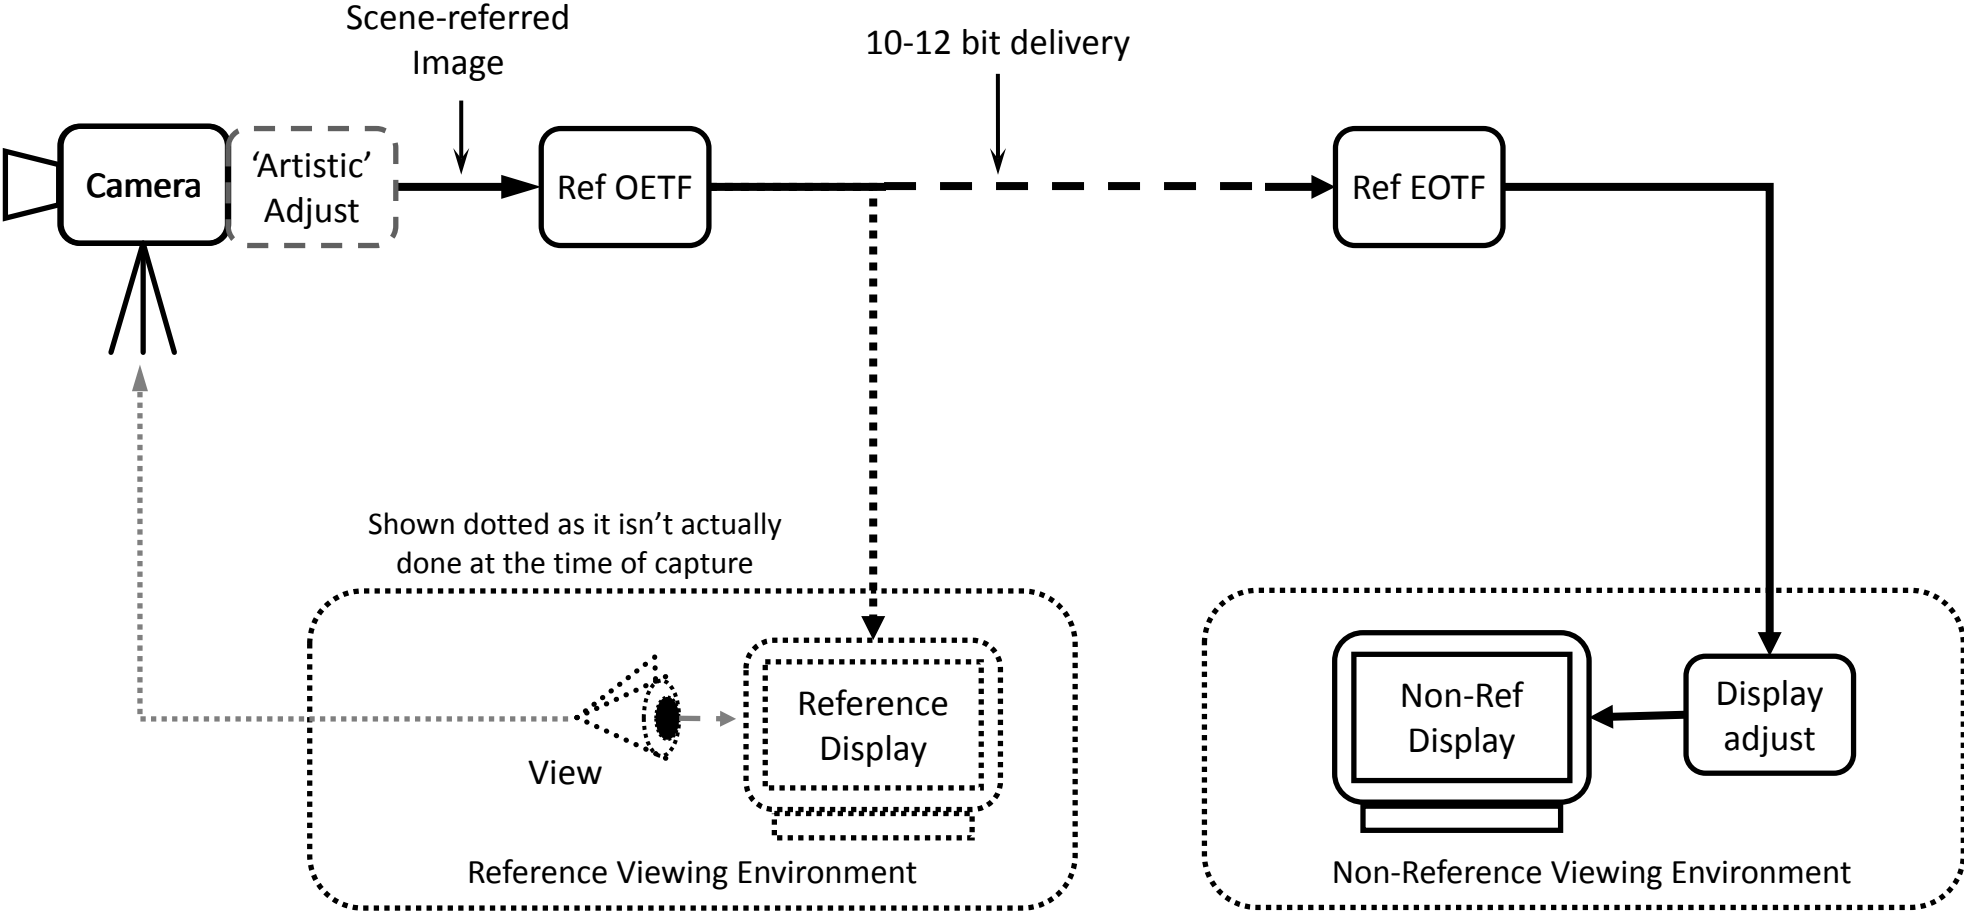 Scene-referred
Image
10-12 bit delivery
Camera
‘Artistic’
Adjust
Ref OETF
Ref EOTF
Shown dotted as it isn’t actually
done at the time of capture
View
Reference
Display
Reference Viewing Environment
Non-Ref
Display
Display
adjust
Non-Reference Viewing Environment